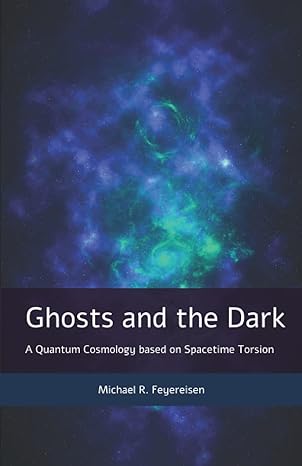 Ghosts and the Dark
A Quantum Cosmology based on Spacetime Torsion
Michael R. Feyereisen